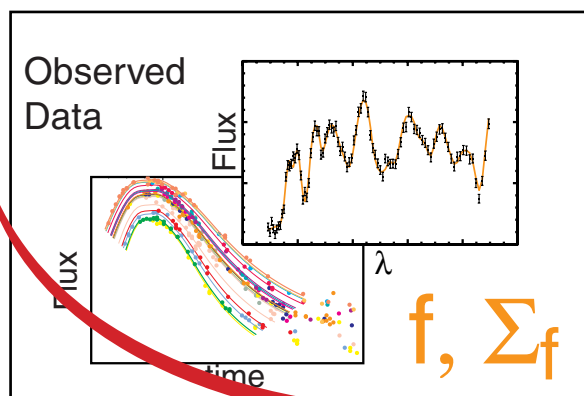 Observed
Data
Flux
λ
Flux
time
f, Σf